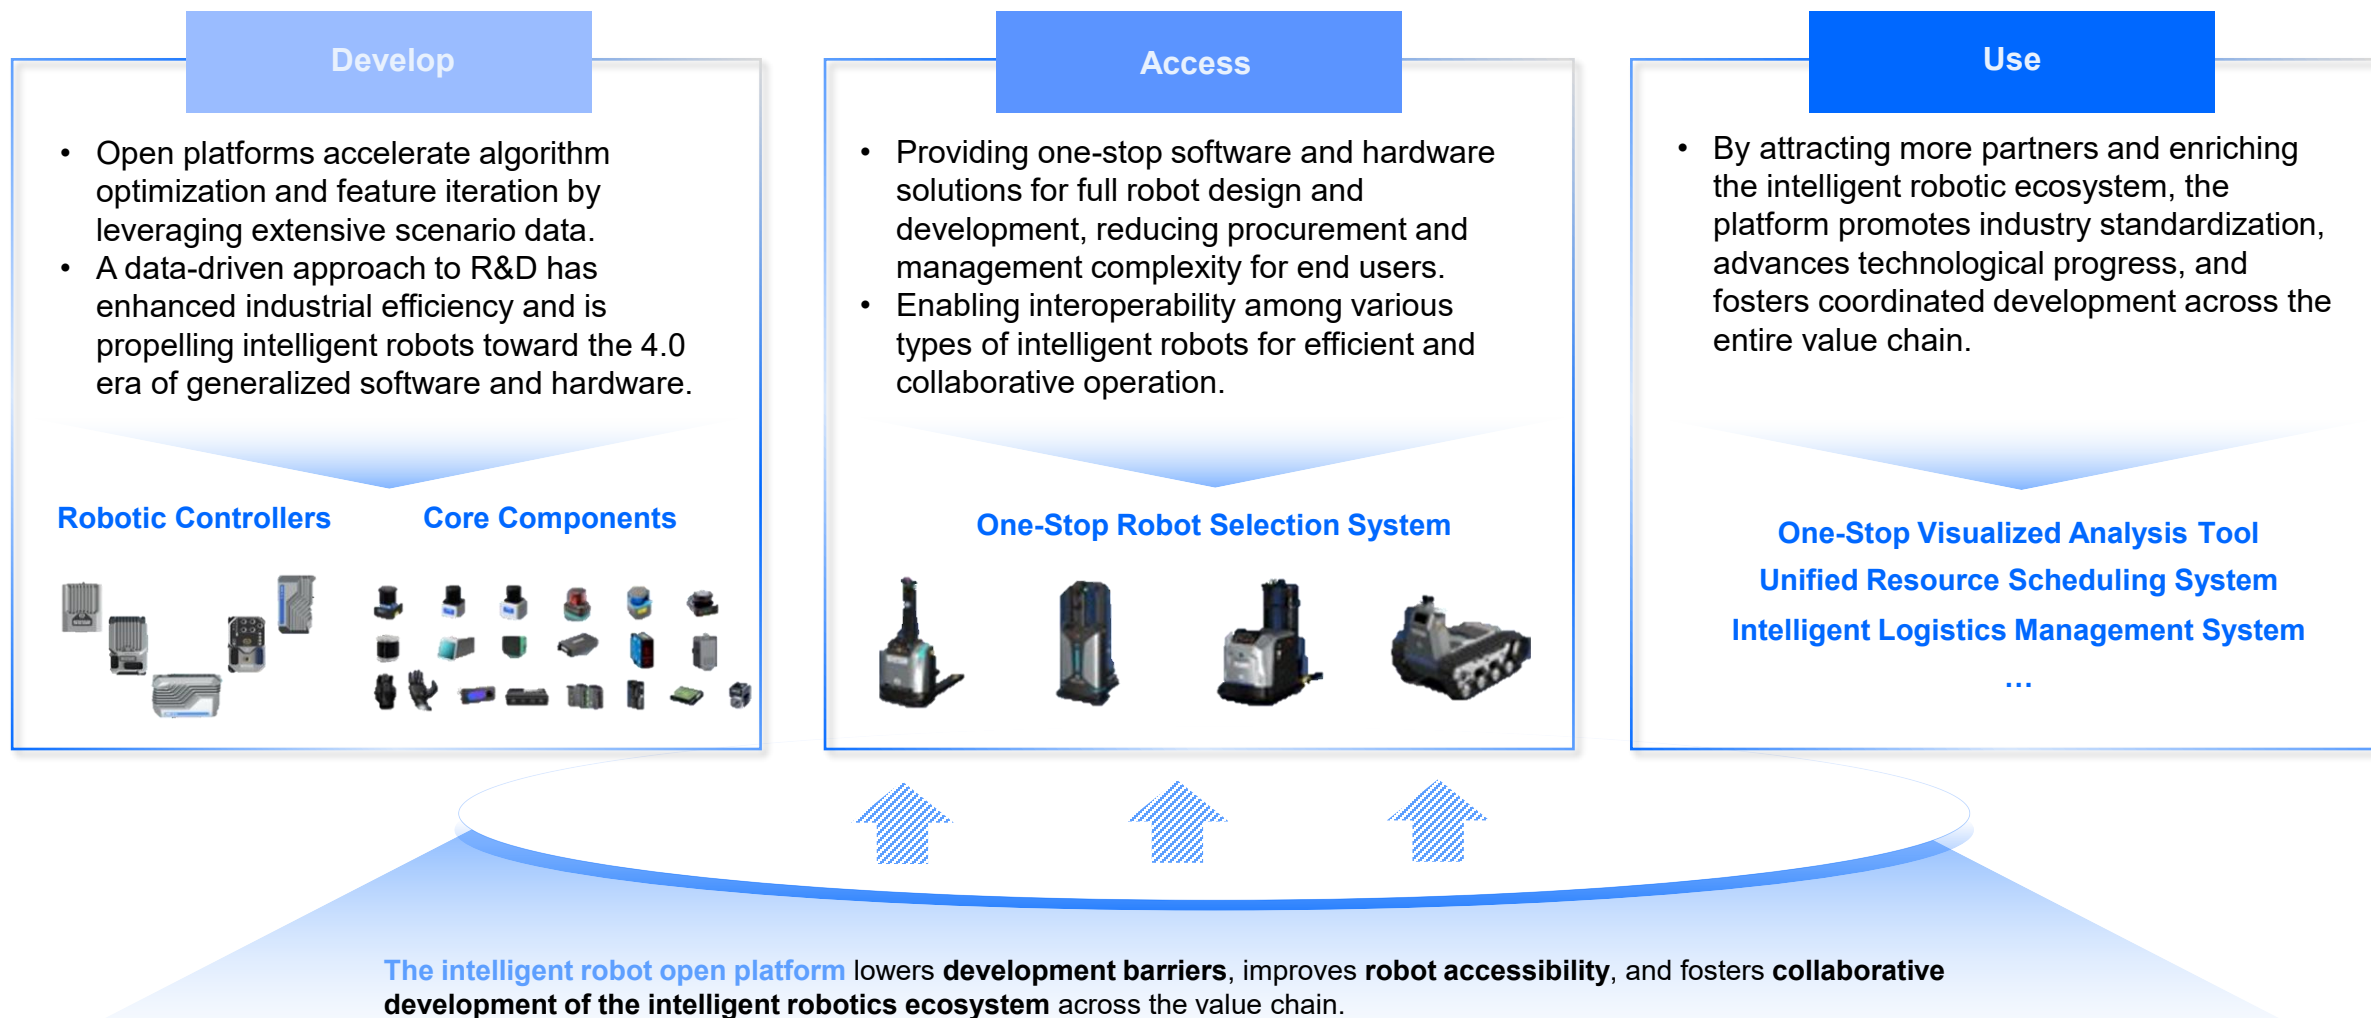 Develop
• Open platforms accelerate algorithm
optimization and feature iteration by
leveraging extensive scenario data.
• A data-driven approach to R&D has
enhanced industrial efficiency and is
propelling intelligent robots toward the 4.0
era of generalized software and hardware.
Robotic Controllers
Core Components
Access
• Providing one-stop software and hardware
solutions for full robot design and
development, reducing procurement and
management complexity for end users.
• Enabling interoperability among various
types of intelligent robots for efficient and
collaborative operation.
One-Stop Robot Selection System
Use
• By attracting more partners and enriching
the intelligent robotic ecosystem, the
platform promotes industry standardization,
advances technological progress, and
fosters coordinated development across the
entire value chain.
One-Stop Visualized Analysis Tool
Unified Resource Scheduling System
Intelligent Logistics Management System
...
The intelligent robot open platform lowers development barriers, improves robot accessibility, and fosters collaborative
development of the intelligent robotics ecosystem across the value chain.